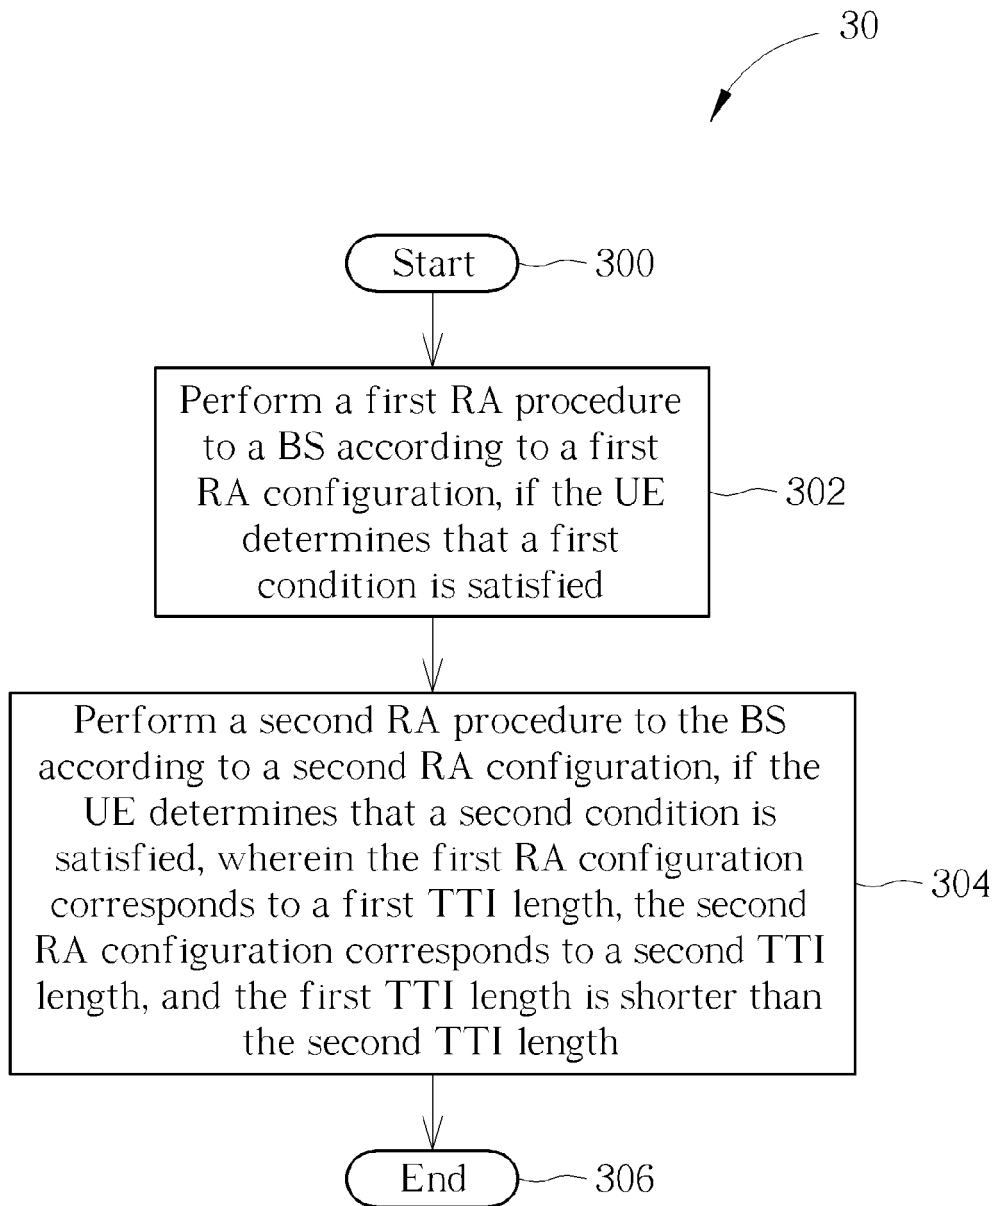 30
Start
300
Perform a first RA procedure
to a BS according to a first
RA configuration, if the UE
determines that a first
condition is satisfied
302
Perform a second RA procedure to the BS
according to a second RA configuration, if the
UE determines that a second condition is
satisfied, wherein the first RA configuration
corresponds to a first TTI length, the second
RA configuration corresponds to a second TTI
length, and the first TTI length is shorter than
the second TTI length
304
End
306